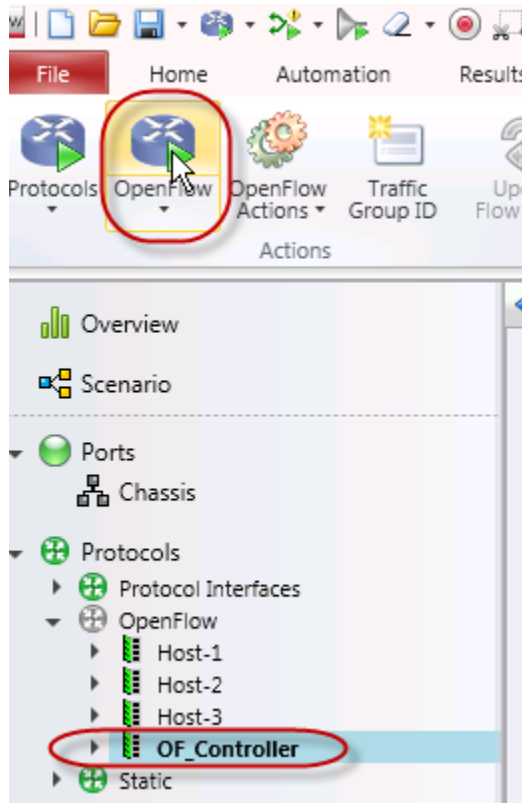 File Home Automation Results
Protocols OpenFlow OpenFlow Actions Traffic Group ID Flow
Actions
Overview
Scenario
Ports
Chassis
Protocols
Protocol Interfaces
OpenFlow
Host-1
Host-2
Host-3
OF_Controller
Static